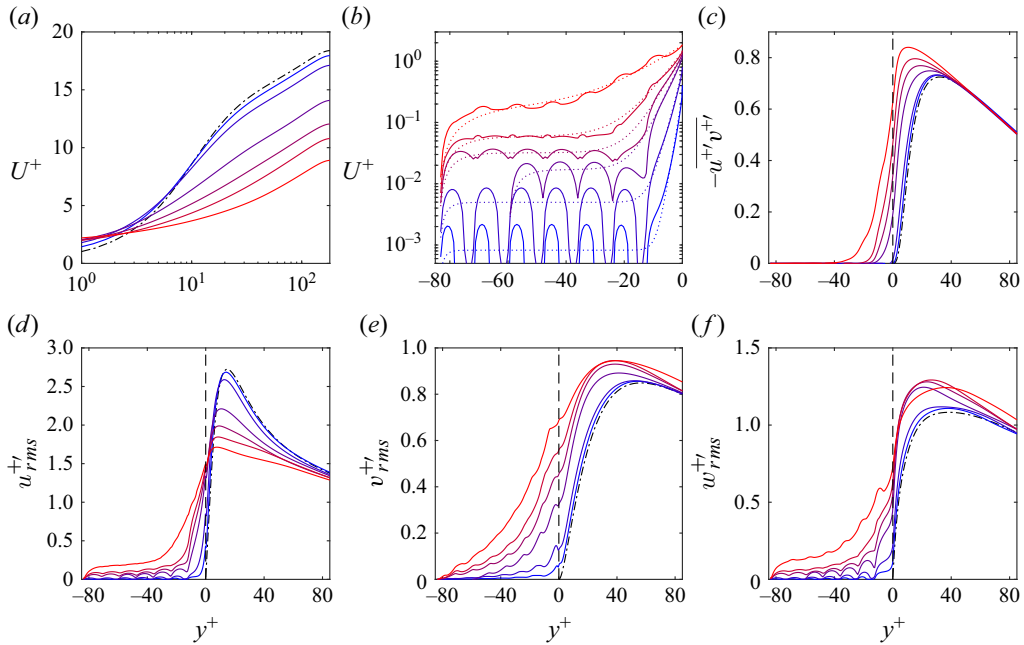 (a) (b) (c)
20 15 10 5 0
U+
10^0 10^1 10^2
10^0 10^-1 10^-2 10^-3
U+
-80 -60 -40 -20 0
0.8 0.4 0
-u+′v+′
-80 -40 0 40 80
(d) (e) (f)
3.0 2.5 2.0 1.5 1.0 0.5 0
u+′rms
-80 -40 0 40 80
y+
1.0 0.8 0.6 0.4 0.2 0
v+′rms
-80 -40 0 40 80
y+
1.5 1.0 0.5 0
w+′rms
-80 -40 0 40 80
y+